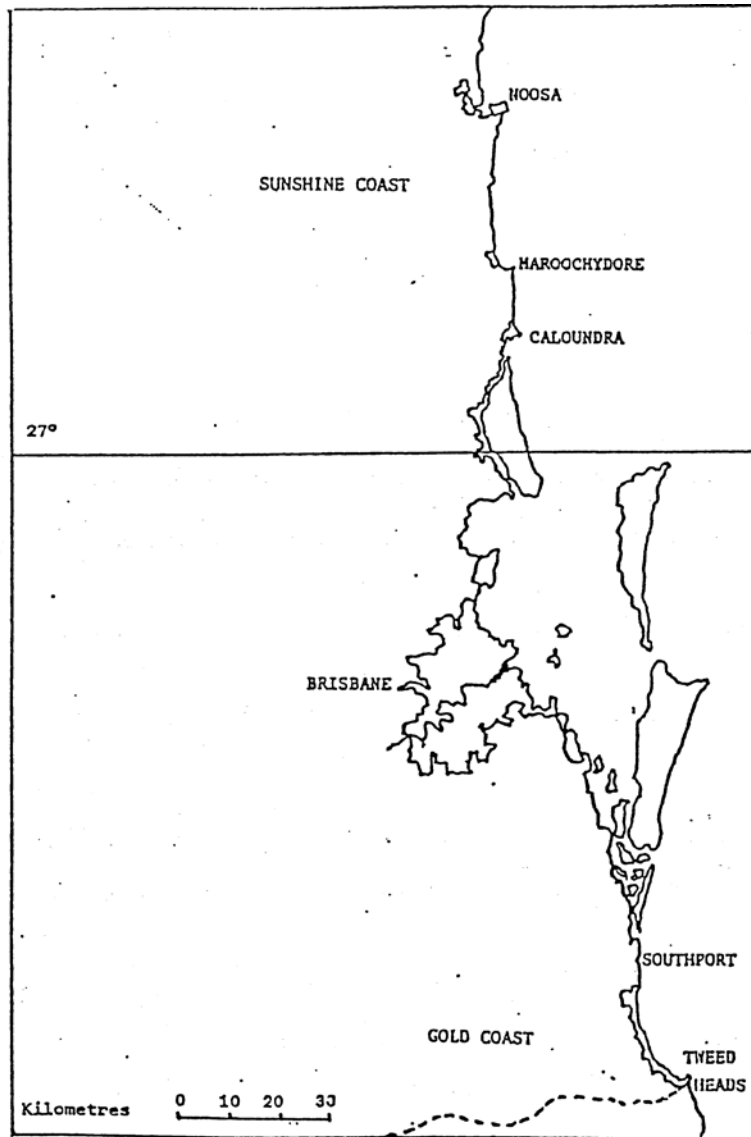 NOOSA
SUNSHINE COAST
MAROOCHYDORE
CALOUNDRA
27°
BRISBANE
SOUTHPORT
GOLD COAST
TWEED
HEADS
Kilometres 0 10 20 30